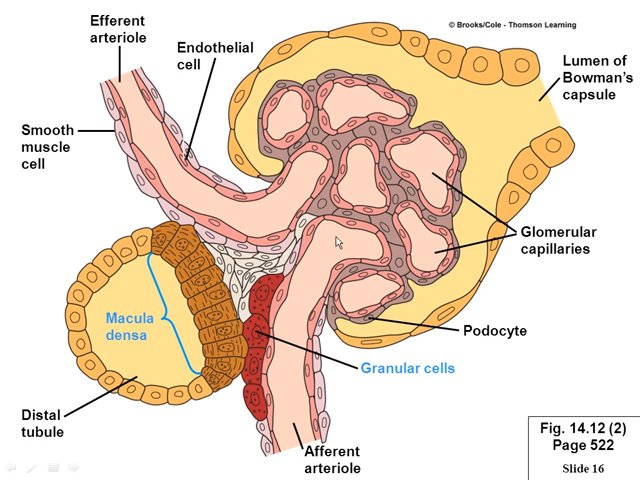 © Brooks/Cole - Thomson Learning
Efferent
arteriole
Endothelial
cell
Lumen of
Bowman's
capsule
Smooth
muscle
cell
Glomerular
capillaries
Macula
densa
Podocyte
Granular cells
Distal
tubule
Afferent
arteriole
Fig. 14.12 (2)
Page 522
Slide 16